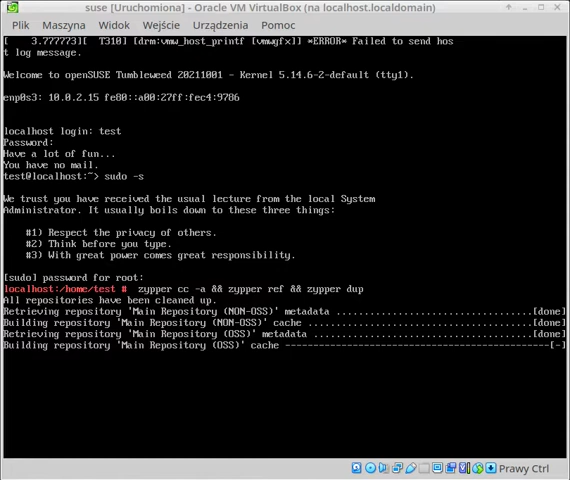 suse [Uruchomiona] - Oracle VM VirtualBox (na localhost.localdomain)
Plik Maszyna Widok Wejście Urządzenia Pomoc
[    3.777773] [  T310] [drm:vmw_host_printf [vmwgfx]] *ERROR* Failed to send hos
t log message.
Welcome to openSUSE Tumbleweed 20211001 - Kernel 5.14.6-2-default (tty1).
enp0s3: 10.0.2.15 fe80::a00:27ff:fec4:9786
localhost login: test
Password:
Have a lot of fun...
You have no mail.
test@localhost:~> sudo -s
We trust you have received the usual lecture from the local System
Administrator. It usually boils down to these three things:
#1) Respect the privacy of others.
#2) Think before you type.
#3) With great power comes great responsibility.
[sudo] password for root:
localhost:/home/test #  zypper cc -a && zypper ref && zypper dup
All repositories have been cleaned up.
Retrieving repository 'Main Repository (NON-OSS)' metadata ..................................[done]
Building repository 'Main Repository (NON-OSS)' cache .......................................[done]
Retrieving repository 'Main Repository (OSS)' metadata ......................................[done]
Building repository 'Main Repository (OSS)' cache -----------------------------------------------[-]
Prawy Ctrl